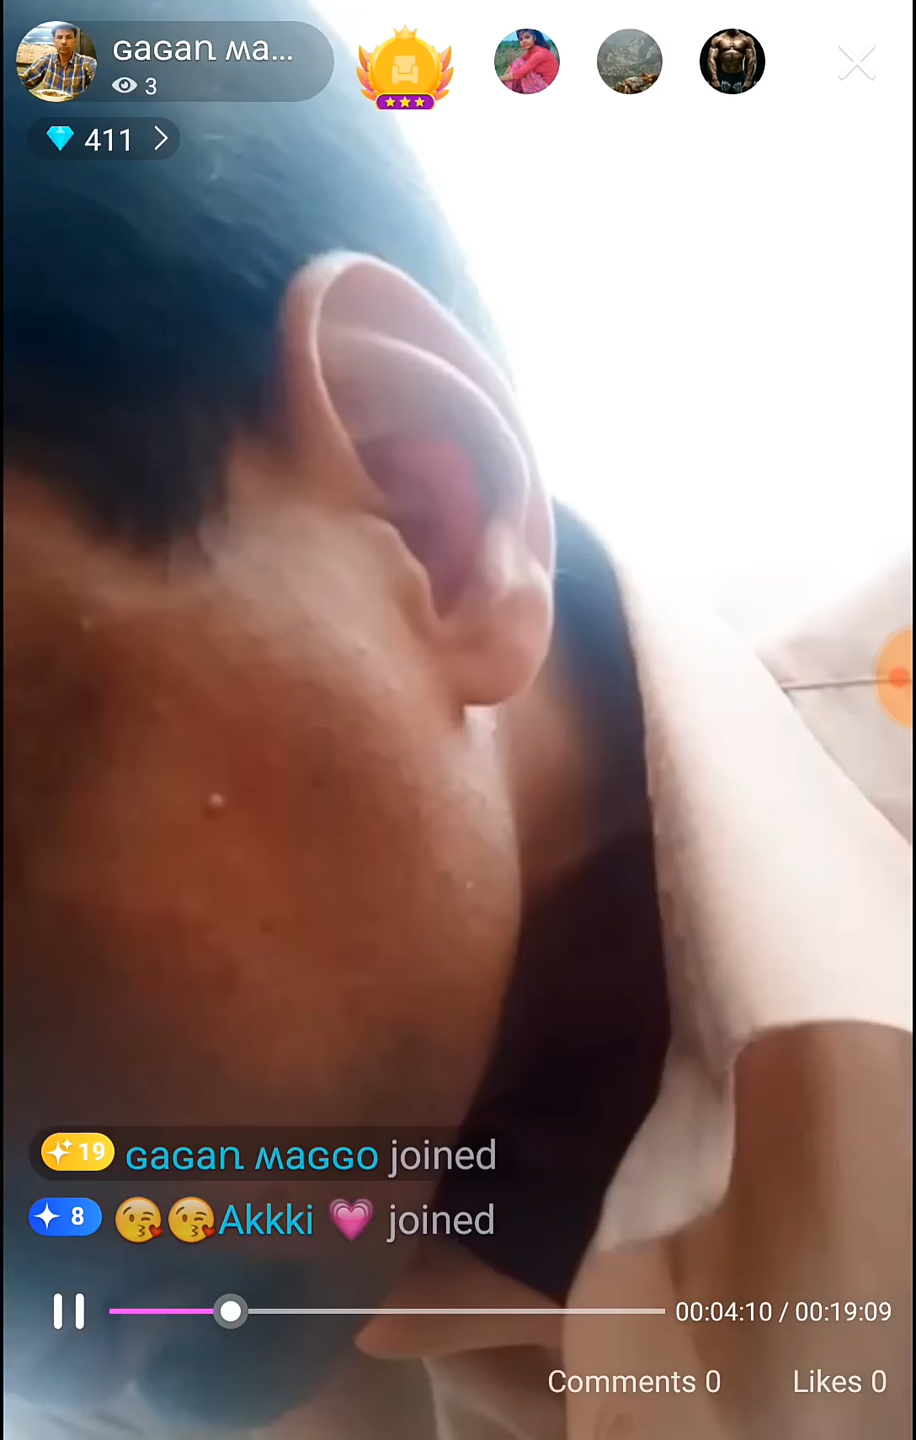 GaGan Ma...
3
411
19 GaGan MaGGO joined
8 😘😘Akkki 💗 joined
00:04:10 / 00:19:09
Comments 0
Likes 0